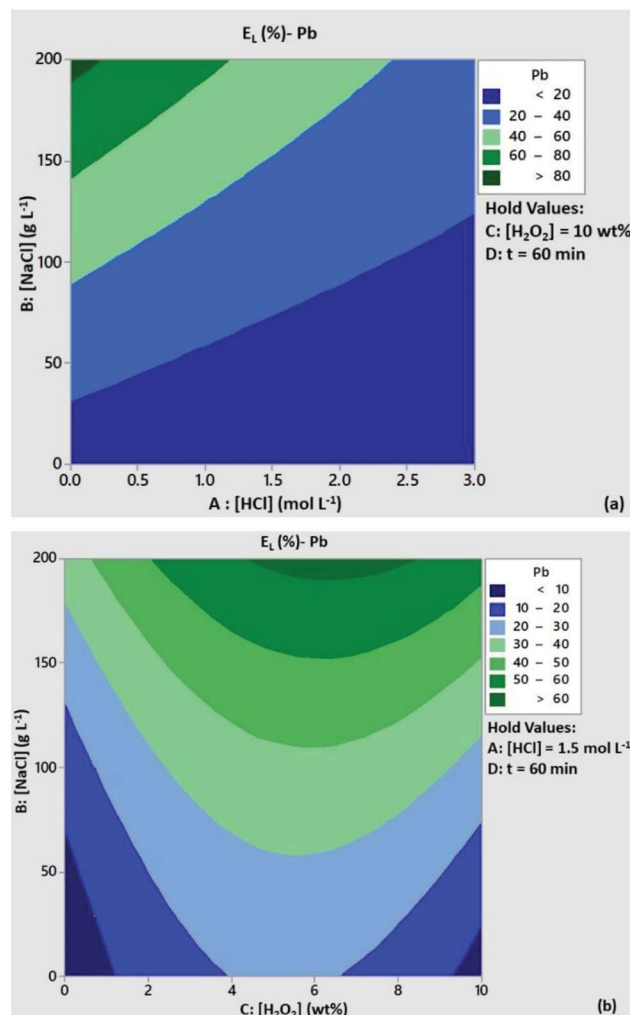 E_L (%)- Pb
200
150
100
50
0
B: [NaCl] (g L⁻¹)
0.0 0.5 1.0 1.5 2.0 2.5 3.0
A : [HCl] (mol L⁻¹)
Pb
< 20
20 – 40
40 – 60
60 – 80
> 80
Hold Values:
C: [H₂O₂] = 10 wt%
D: t = 60 min
(a)
E_L (%)- Pb
200
150
100
50
0
B: [NaCl] (g L⁻¹)
0 2 4 6 8 10
C: [H₂O₂] (wt%)
Pb
< 10
10 – 20
20 – 30
30 – 40
40 – 50
50 – 60
> 60
Hold Values:
A: [HCl] = 1.5 mol L⁻¹
D: t = 60 min
(b)